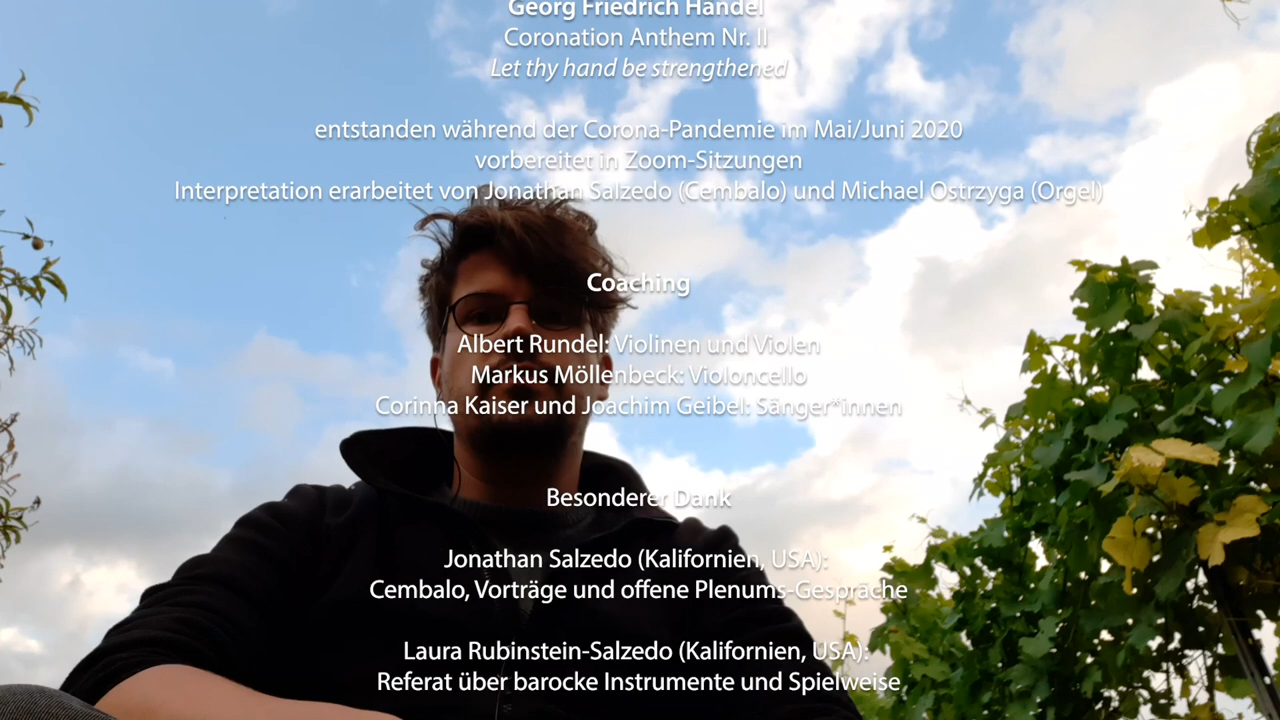 Georg Friedrich Händel
Coronation Anthem Nr. II
Let thy hand be strengthened
entstanden während der Corona-Pandemie im Mai/Juni 2020
vorbereitet in Zoom-Sitzungen
Interpretation erarbeitet von Jonathan Salzedo (Cembalo) und Michael Ostrzyga (Orgel)
Coaching
Albert Rundel: Violinen und Violen
Markus Möllenbeck: Violoncello
Corinna Kaiser und Joachim Geibel: Sänger*innen
Besonderer Dank
Jonathan Salzedo (Kalifornien, USA):
Cembalo, Vorträge und offene Plenums-Gespräche
Laura Rubinstein-Salzedo (Kalifornien, USA):
Referat über barocke Instrumente und Spielweise